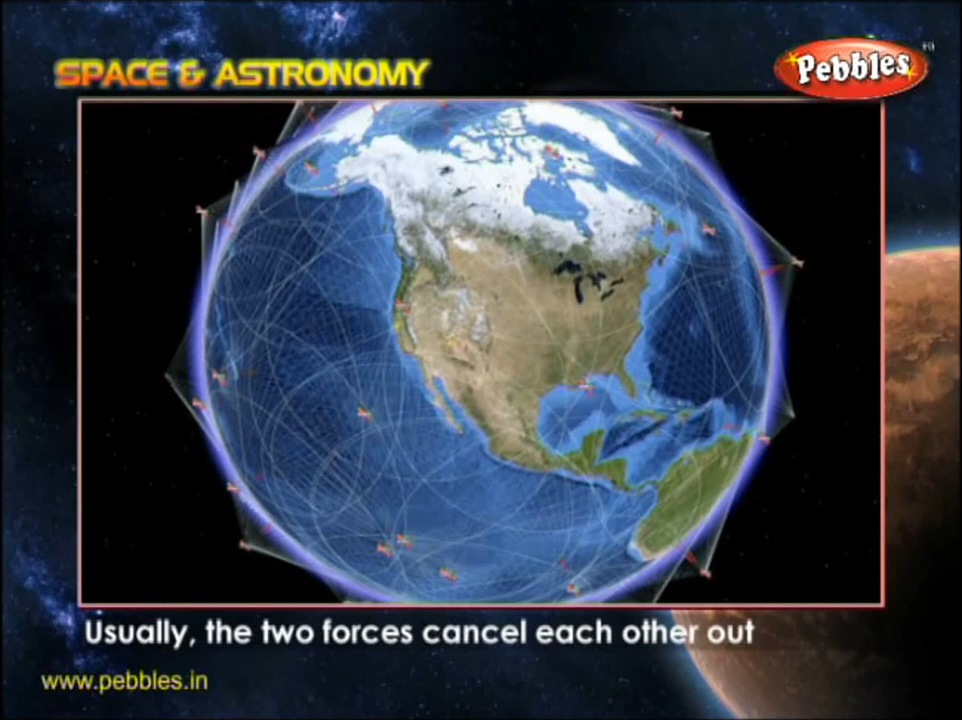 SPACE & ASTRONOMY
Pebbles
Usually, the two forces cancel each other out
www.pebbles.in